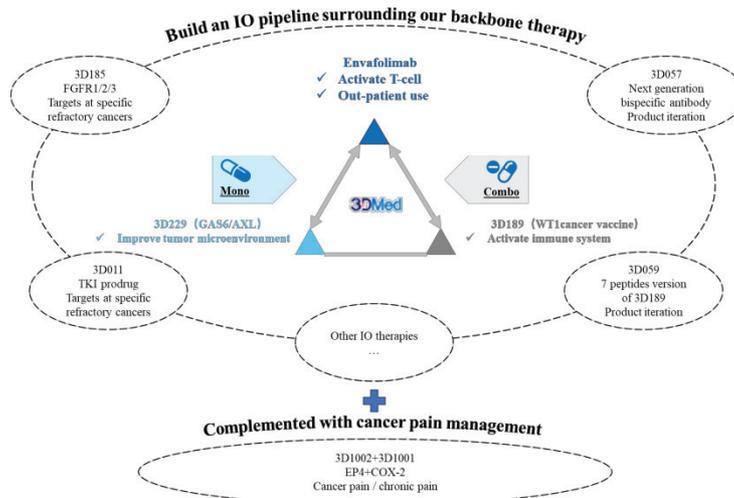 Build an IO pipeline surrounding our backbone therapy
3D185
FGFR1/2/3
Targets at specific
refractory cancers
Envafolimab
✓ Activate T-cell
✓ Out-patient use
3D057
Next generation
bispecific antibody
Product iteration
Mono
3DMed
Combo
3D229 (GAS6/AXL)
✓ Improve tumor microenvironment
3D189 (WT1cancer vaccine)
✓ Activate immune system
3D011
TKI prodrug
Targets at specific
refractory cancers
3D059
7 peptides version
of 3D189
Product iteration
Other IO therapies
...
Complemented with cancer pain management
3D1002+3D1001
EP4+COX-2
Cancer pain / chronic pain